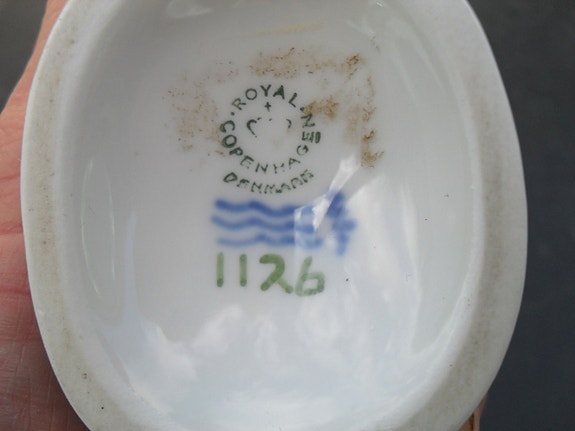 ROYAL
COPENHAGEN
DENMARK
1126